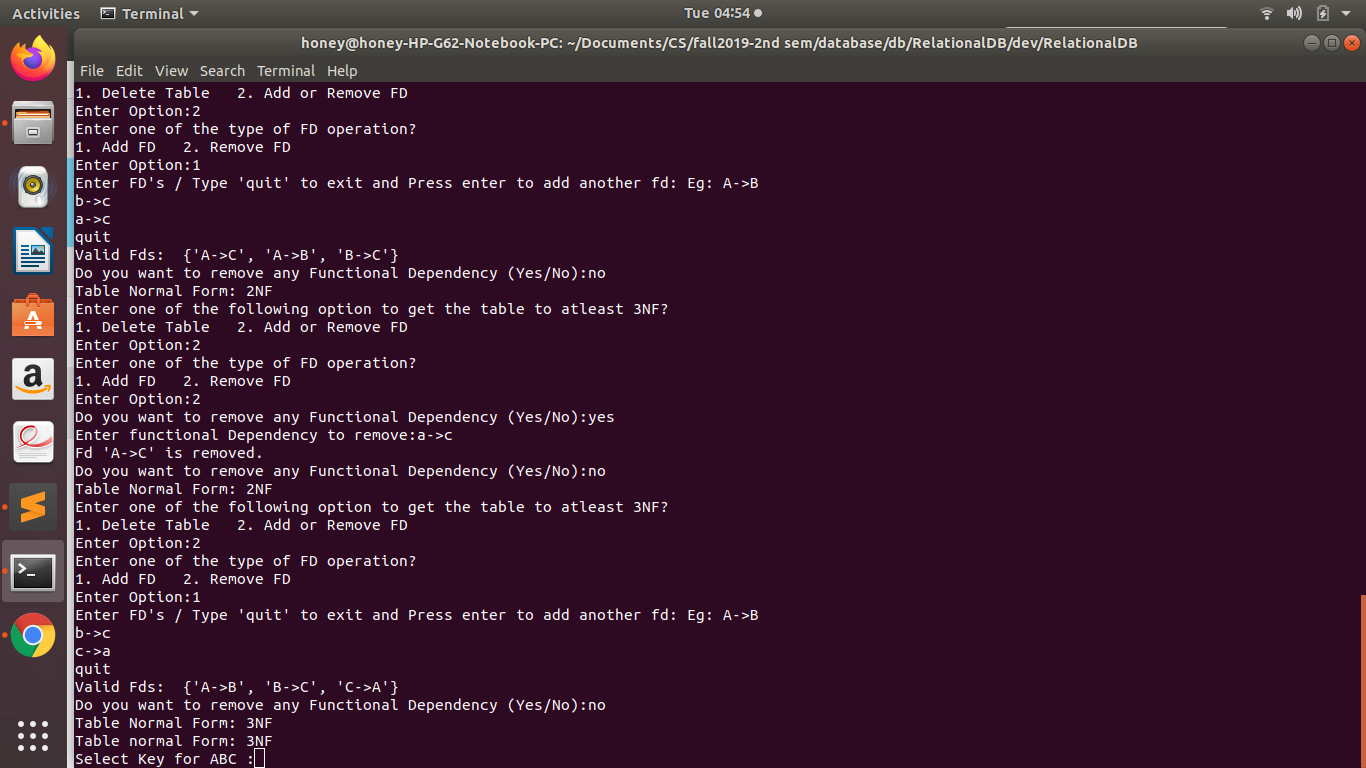 Activities Terminal Tue 04:54
honey@honey-HP-G62-Notebook-PC: ~/Documents/CS/fall2019-2nd sem/database/db/RelationalDB/dev/RelationalDB
File Edit View Search Terminal Help
1. Delete Table   2. Add or Remove FD
Enter Option:2
Enter one of the type of FD operation?
1. Add FD   2. Remove FD
Enter Option:1
Enter FD's / Type 'quit' to exit and Press enter to add another fd: Eg: A->B
b->c
a->c
quit
Valid Fds:  {'A->C', 'A->B', 'B->C'}
Do you want to remove any Functional Dependency (Yes/No):no
Table Normal Form: 2NF
Enter one of the following option to get the table to atleast 3NF?
1. Delete Table   2. Add or Remove FD
Enter Option:2
Enter one of the type of FD operation?
1. Add FD   2. Remove FD
Enter Option:2
Do you want to remove any Functional Dependency (Yes/No):yes
Enter functional Dependency to remove:a->c
Fd 'A->C' is removed.
Do you want to remove any Functional Dependency (Yes/No):no
Table Normal Form: 2NF
Enter one of the following option to get the table to atleast 3NF?
1. Delete Table   2. Add or Remove FD
Enter Option:2
Enter one of the type of FD operation?
1. Add FD   2. Remove FD
Enter Option:1
Enter FD's / Type 'quit' to exit and Press enter to add another fd: Eg: A->B
b->c
c->a
quit
Valid Fds:  {'A->B', 'B->C', 'C->A'}
Do you want to remove any Functional Dependency (Yes/No):no
Table Normal Form: 3NF
Table normal Form: 3NF
Select Key for ABC :